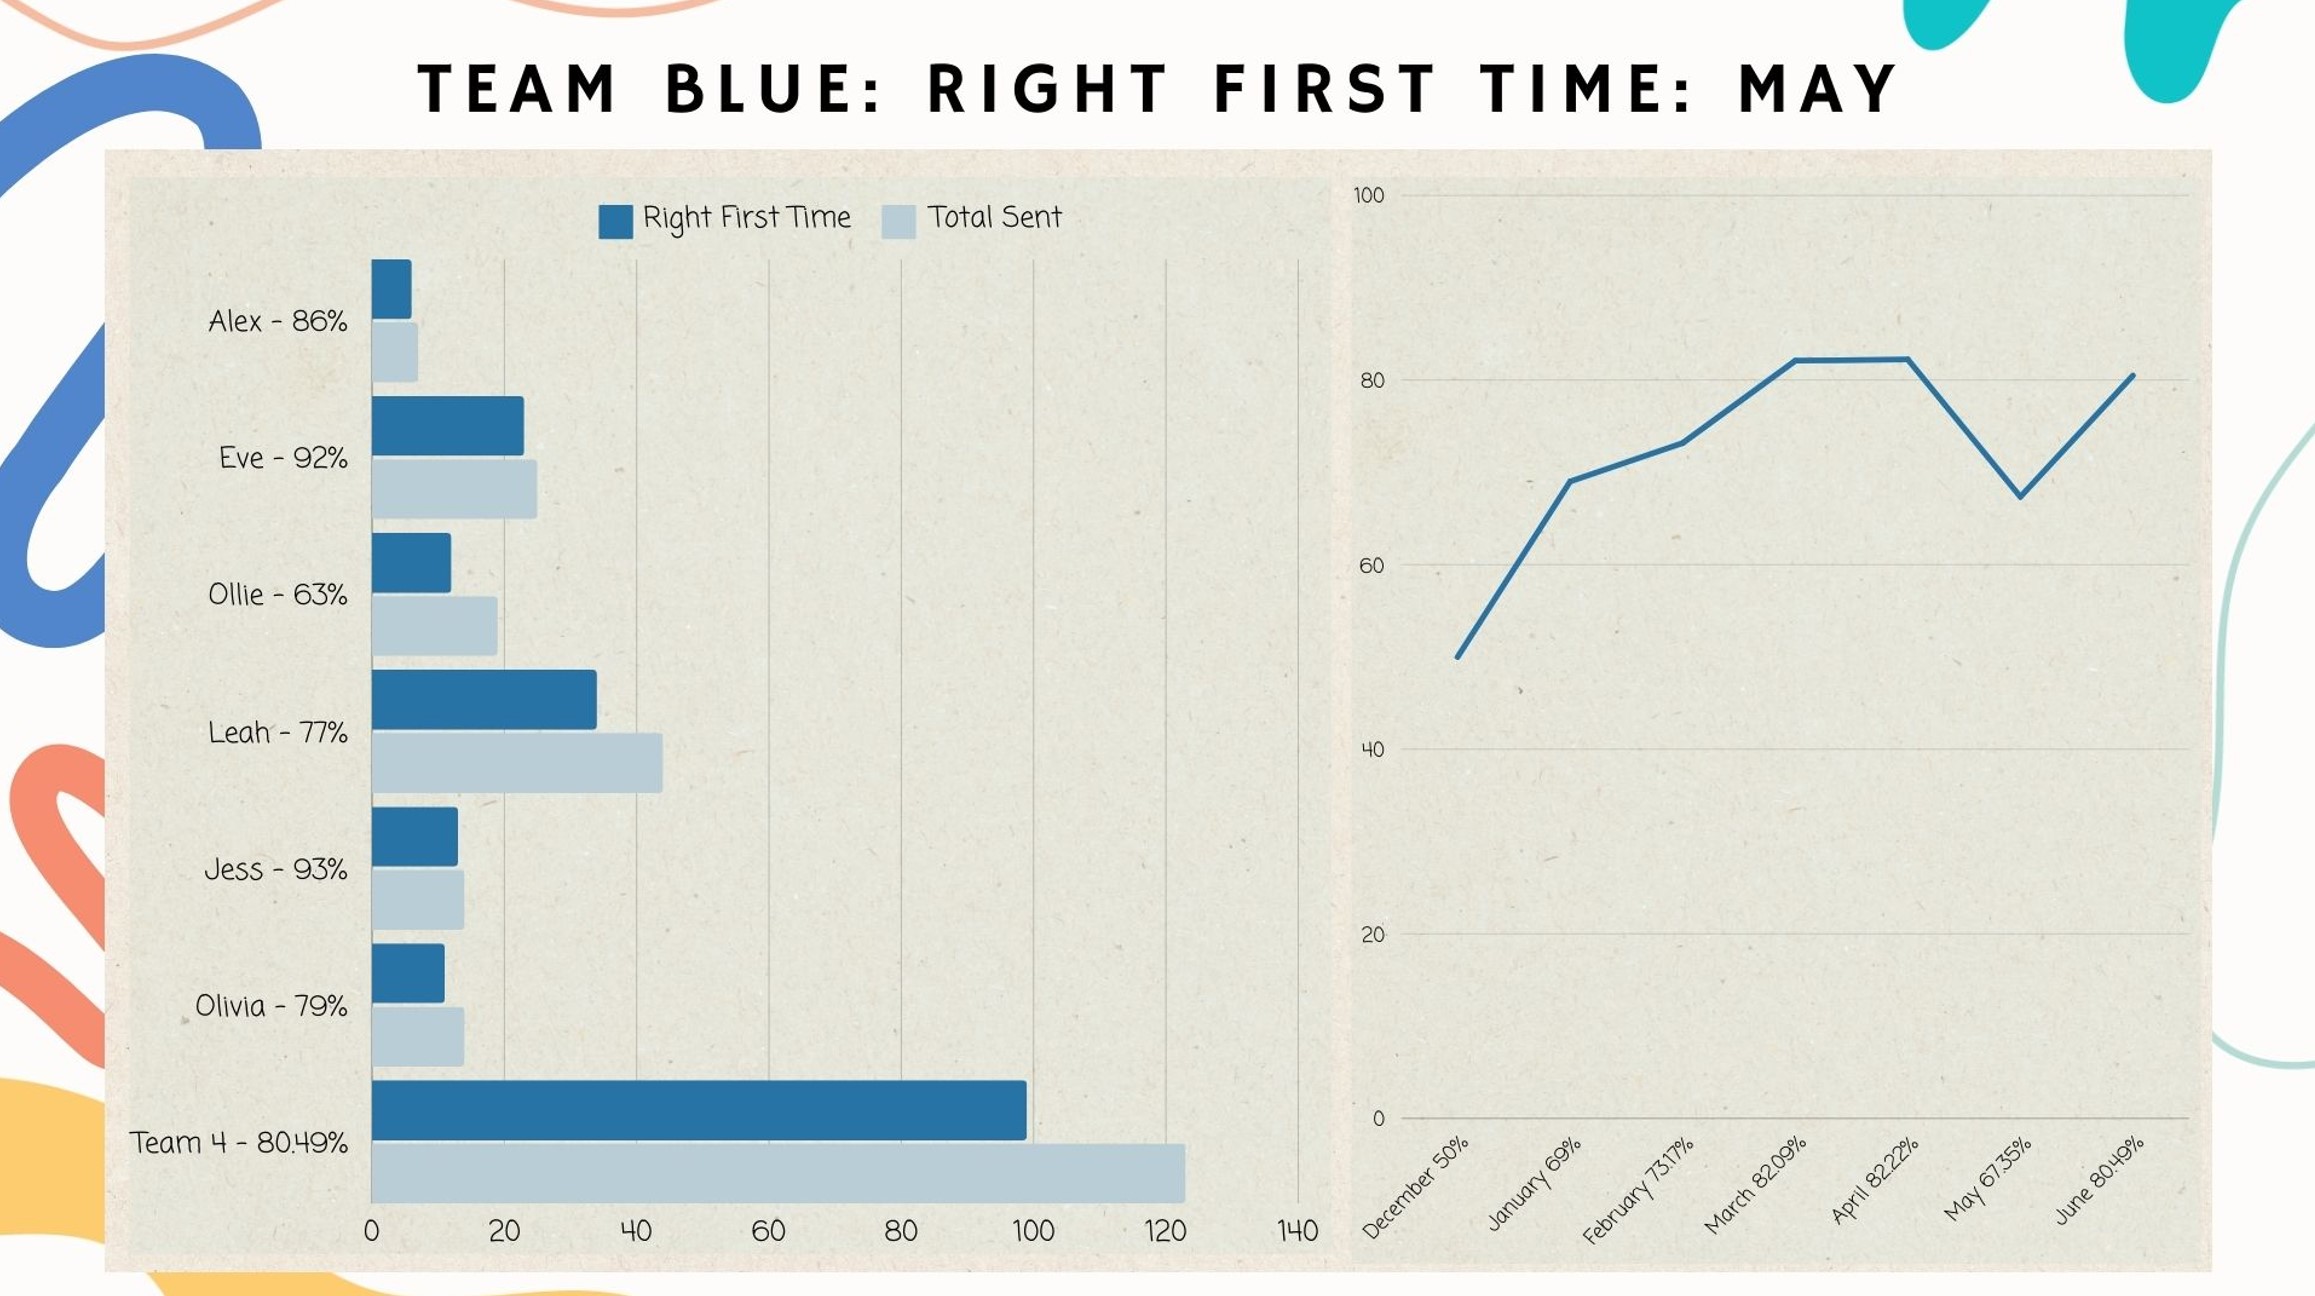 TEAM BLUE: RIGHT FIRST TIME: MAY
Right First Time
Total Sent
Alex - 86%
Eve - 92%
Ollie - 63%
Leah - 77%
Jess - 93%
Olivia - 79%
Team 4 - 80.49%
0 20 40 60 80 100 120 140
100
80
60
40
20
0
December 50%
January 69%
February 73.17%
March 82.09%
April 82.22%
May 67.35%
June 80.49%